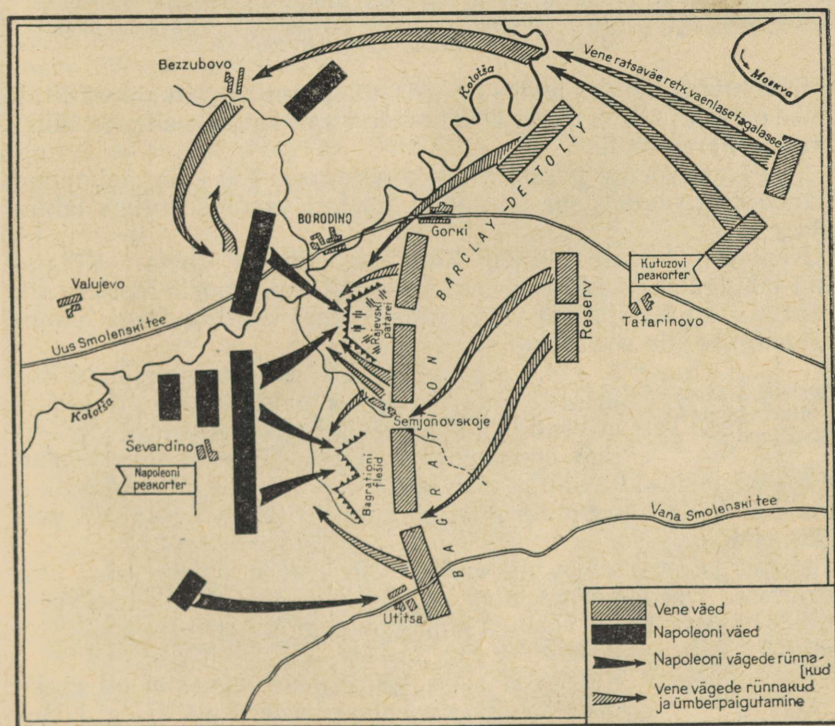 Bezzubovo
Kolotša
Vene ratsaväe retk vaenlase tagalasse
Moskva
BARCLAY-DE-TOLLY
BORODINO
Gorki
Kutuzovi
peakorter
Tatarinovo
Valujevo
Uus Smolenski tee
Rajevski
patarei
Reserv
Kolotša
Semjonovskoje
Ševardino
Napoleoni
peakorter
Bagrationi
flešid
BAGRATION
Vana Smolenski tee
Utitsa
Vene väed
Napoleoni väed
Napoleoni vägede rünna-
[kud
Vene vägede rünnakud
ja ümberpaigutamine